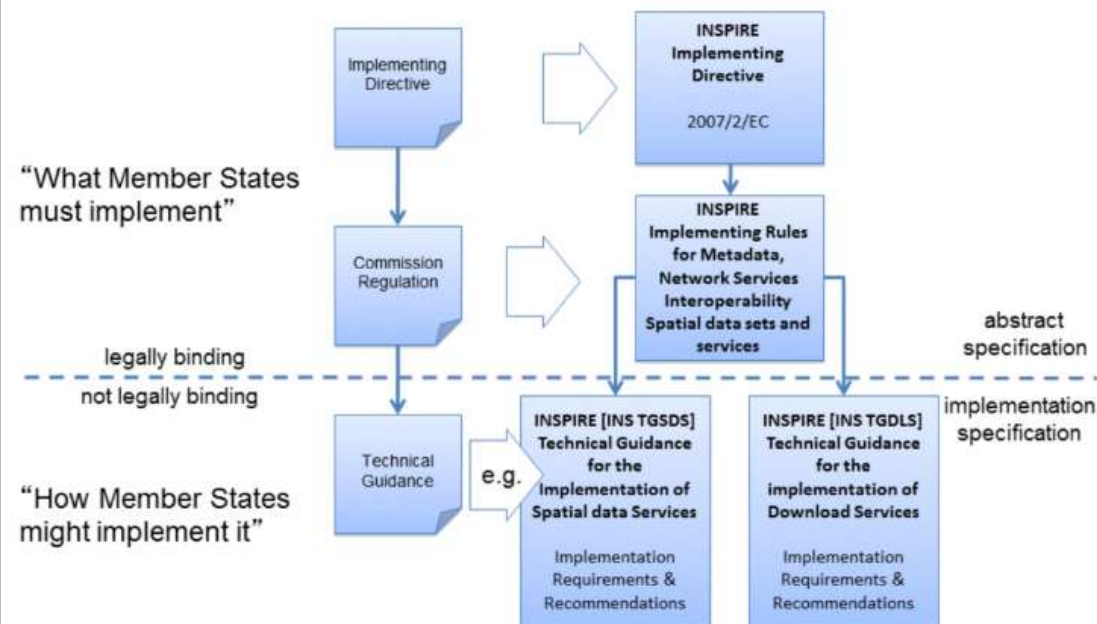 Implementing
Directive
INSPIRE
Implementing
Directive
2007/2/EC
“What Member States
must implement”
Commission
Regulation
INSPIRE
Implementing Rules
for Metadata,
Network Services
Interoperability
Spatial data sets and
services
abstract
specification
legally binding
not legally binding
implementation
specification
Technical
Guidance
e.g.
INSPIRE [INS TGSDS]
Technical Guidance
for the
Implementation of
Spatial data Services
Implementation
Requirements &
Recommendations
INSPIRE [INS TGDLS]
Technical Guidance
for the
implementation of
Download Services
Implementation
Requirements &
Recommendations
“How Member States
might implement it”